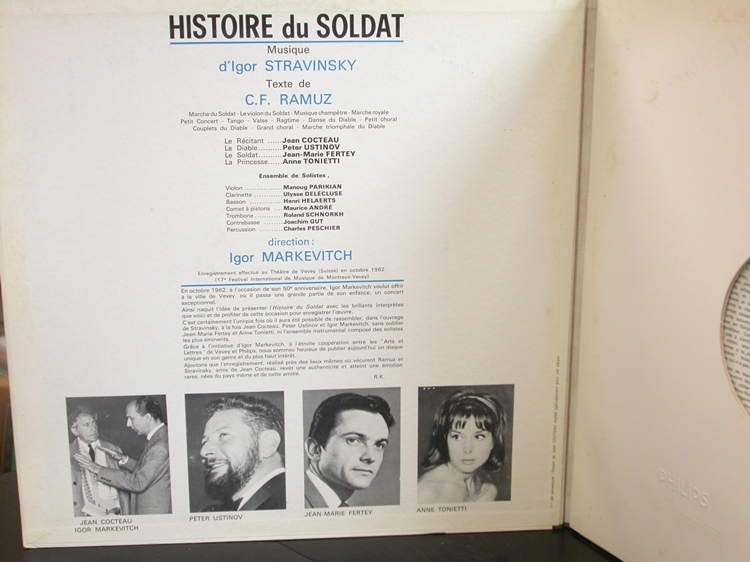 HISTOIRE du SOLDAT
Musique
d'Igor STRAVINSKY
Texte de
C.F. RAMUZ
Marche du Soldat - Le violon du Soldat - Musique champêtre - Marche royale
Petit Concert - Tango - Valse - Ragtime - Danse du Diable - Petit choral
Couplets du Diable - Grand choral - Marche triomphale du Diable
Le Récitant ......Jean COCTEAU
Le Diable..........Peter USTINOV
Le Soldat..........Jean-Marie FERTEY
La Princesse.....Anne TONIETTI
Ensemble de Solistes,
Violon................Manoug PARIKIAN
Clarinette ...........Ulysse DELÉCLUSE
Basson .............Henri HELAERTS
Cornet à pistons ....Maurice ANDRÉ
Trombone............Roland SCHNORKH
Contrebasse ........Joachim GUT
Percussion ..........Charles PESCHIER
direction :
Igor MARKEVITCH
Enregistrement effectué au Théâtre de Vevey (Suisse) en octobre 1962
(17e Festival International de Musique de Montreux-Vevey)
En octobre 1962, à l'occasion de son 50e anniversaire, Igor Markevitch voulut offrir
à la ville de Vevey, où il passa une grande partie de son enfance, un concert
exceptionnel.
Ainsi naquit l'idée de présenter l'Histoire du Soldat avec les brillants interprètes
que voici et de profiter de cette occasion pour enregistrer l'œuvre.
C'est certainement l'unique fois où il aura été possible de rassembler, dans l'ouvrage
de Stravinsky, à la fois Jean Cocteau, Peter Ustinov et Igor Markevitch, sans oublier
Jean-Marie Fertey et Anne Tonietti, ni l'ensemble instrumental composé des solistes
les plus éminents.
Grâce à l'initiative d'Igor Markevitch, à l'étroite coopération entre les "Arte et
Lettres" de Vevey et Philips, nous sommes heureux de publier aujourd'hui un disque
unique en son genre et du plus haut intérêt.
Ajoutons que l'enregistrement, réalisé près des lieux mêmes où vécurent Ramuz et
Stravinsky, amis de Jean Cocteau, revêt une authenticité et atteint une émotion
rares, nées du pays même et de cette amitié.
R.K.
JEAN COCTEAU
IGOR MARKEVITCH
PETER USTINOV
JEAN-MARIE FERTEY
ANNE TONIETTI
PHILIPS